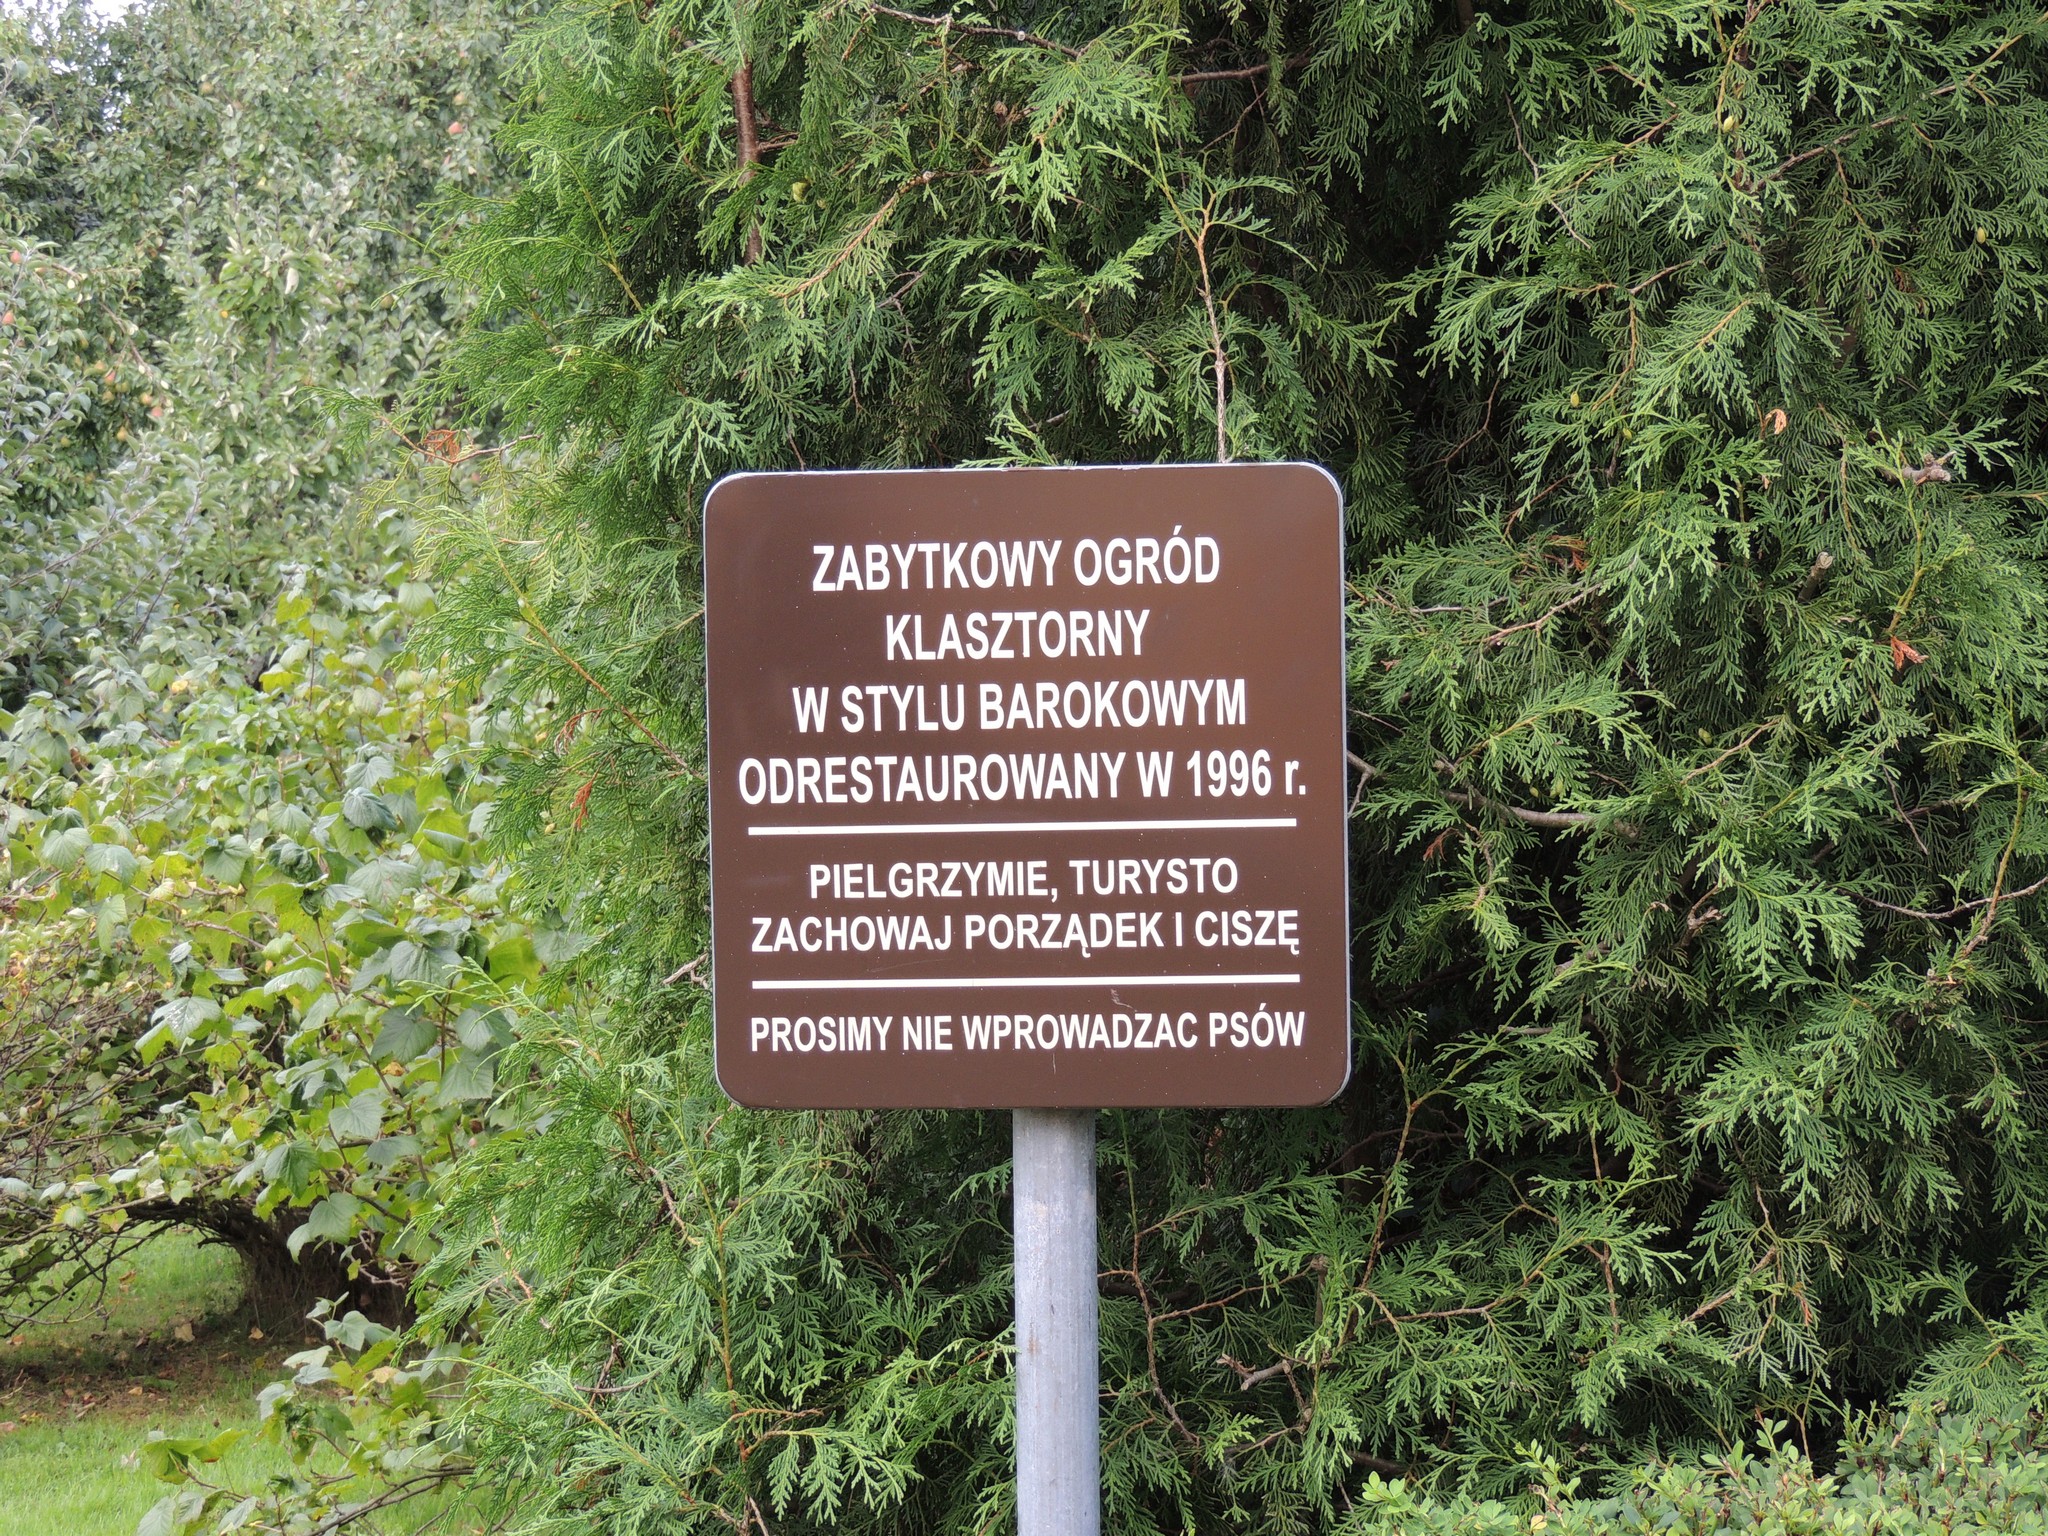 ZABYTKOWY OGRÓD
KLASZTORNY
W STYLU BAROKOWYM
ODRESTAUROWANY W 1996 r.
PIELGRZYMIE, TURYSTO
ZACHOWAJ PORZĄDEK I CISZĘ
PROSIMY NIE WPROWADZAC PSÓW